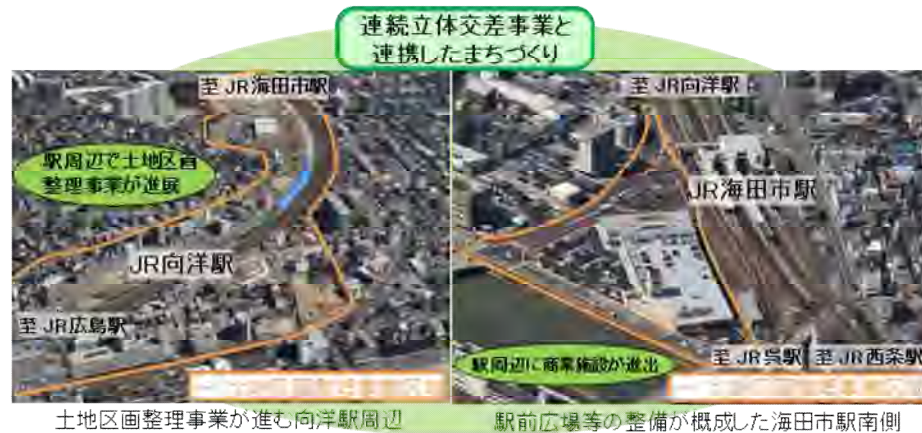 連続立体交差事業と
連携したまちづくり
至 JR海田市駅
駅周辺で土地区画
整理事業が進展
JR向洋駅
至 JR広島駅
至 JR向洋駅
JR海田市駅
駅周辺に商業施設が進出
至 JR呉駅
至 JR西条駅
土地区画整理事業が進む向洋駅周辺
駅前広場等の整備が概成した海田市駅南側